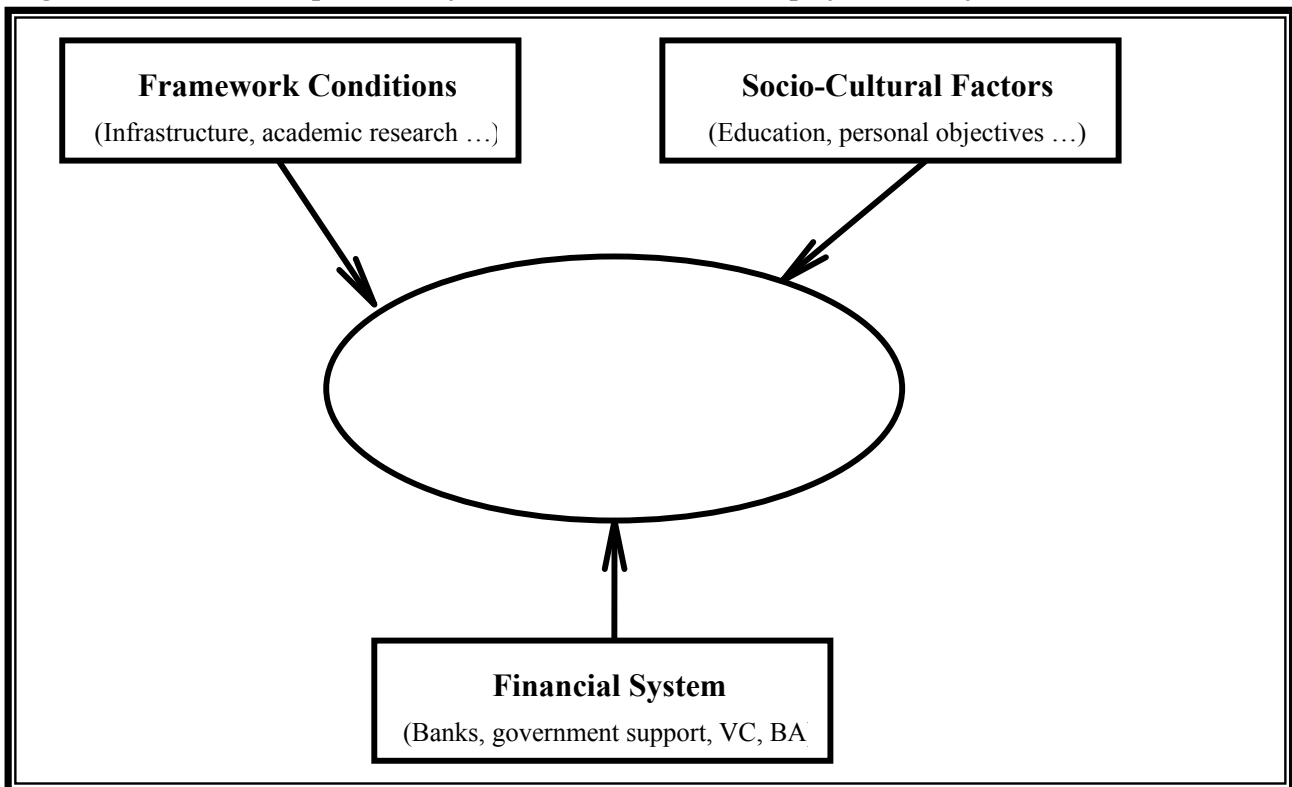 Framework Conditions
(Infrastructure, academic research …)
Socio-Cultural Factors
(Education, personal objectives …)
Financial System
(Banks, government support, VC, BA)